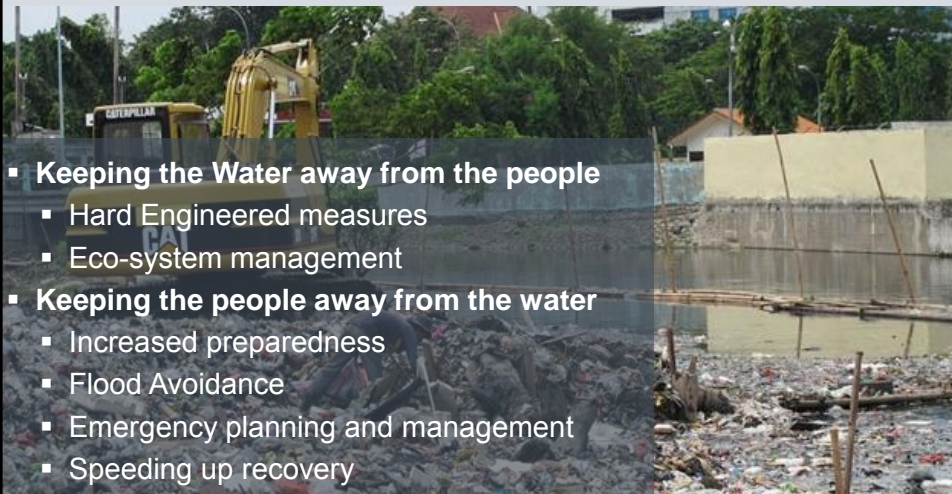 CATERPILLAR
▪ Keeping the Water away from the people
▪ Hard Engineered measures
CAT
▪ Eco-system management
▪ Keeping the people away from the water
▪ Increased preparedness
▪ Flood Avoidance
▪ Emergency planning and management
▪ Speeding up recovery